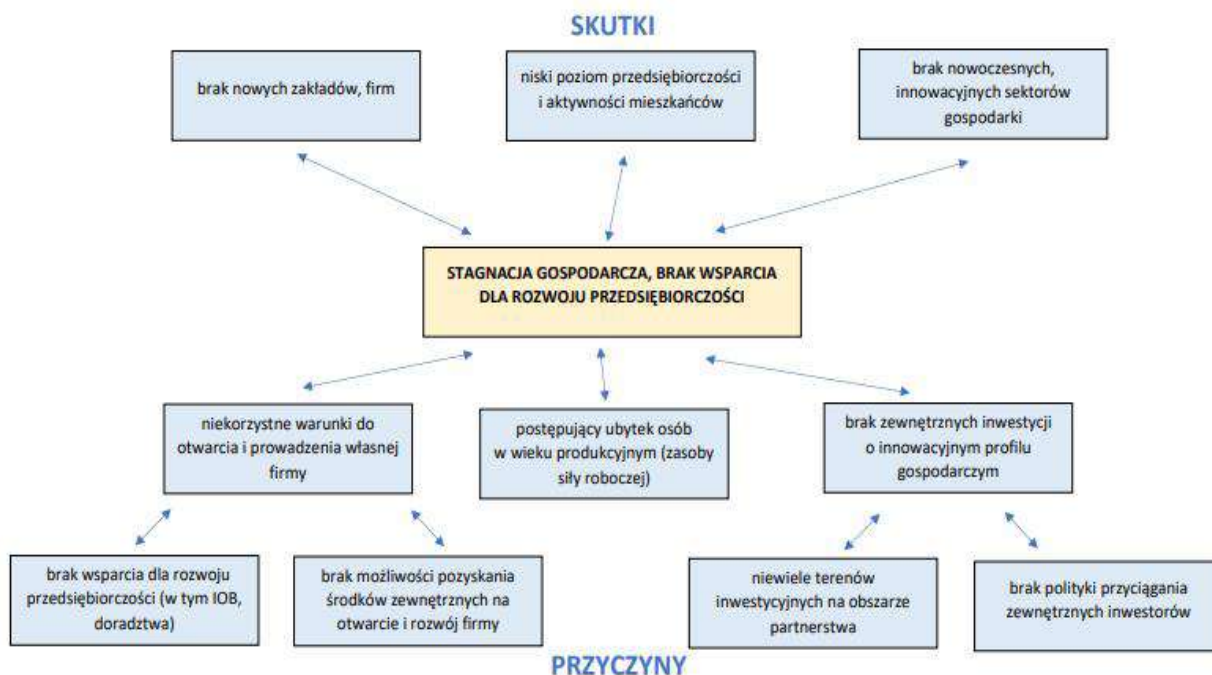 SKUTKI
brak nowych zakładów, firm
niski poziom przedsiębiorczości
i aktywności mieszkańców
brak nowoczesnych,
innowacyjnych sektorów
gospodarki
STAGNACJA GOSPODARCZA, BRAK WSPARCIA
DLA ROZWOJU PRZEDSIĘBIORCZOŚCI
niekorzystne warunki do
otwarcia i prowadzenia własnej
firmy
postępujący ubytek osób
w wieku produkcyjnym (zasoby
siły roboczej)
brak zewnętrznych inwestycji
o innowacyjnym profilu
gospodarczym
brak wsparcia dla rozwoju
przedsiębiorczości (w tym IOB,
doradztwa)
brak możliwości pozyskania
środków zewnętrznych na
otwarcie i rozwój firmy
niewiele terenów
inwestycyjnych na obszarze
partnerstwa
brak polityki przyciągania
zewnętrznych inwestorów
PRZYCZYNY